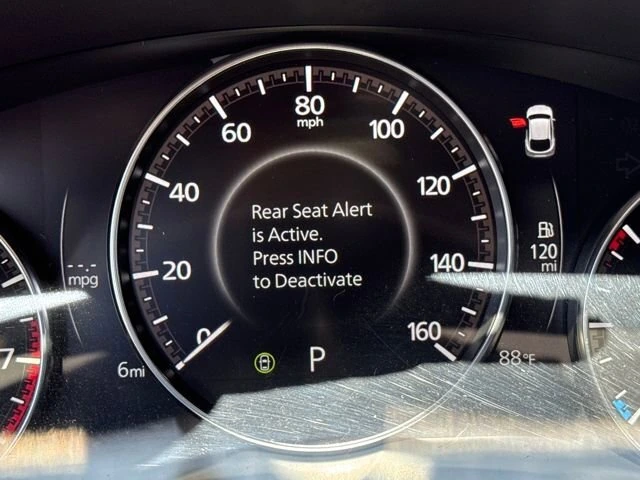 80
mph
60
100
40
120
20
140
0
160
Rear Seat Alert
is Active.
Press INFO
to Deactivate
--.-
mpg
120
mi
6mi
P
88°F
7